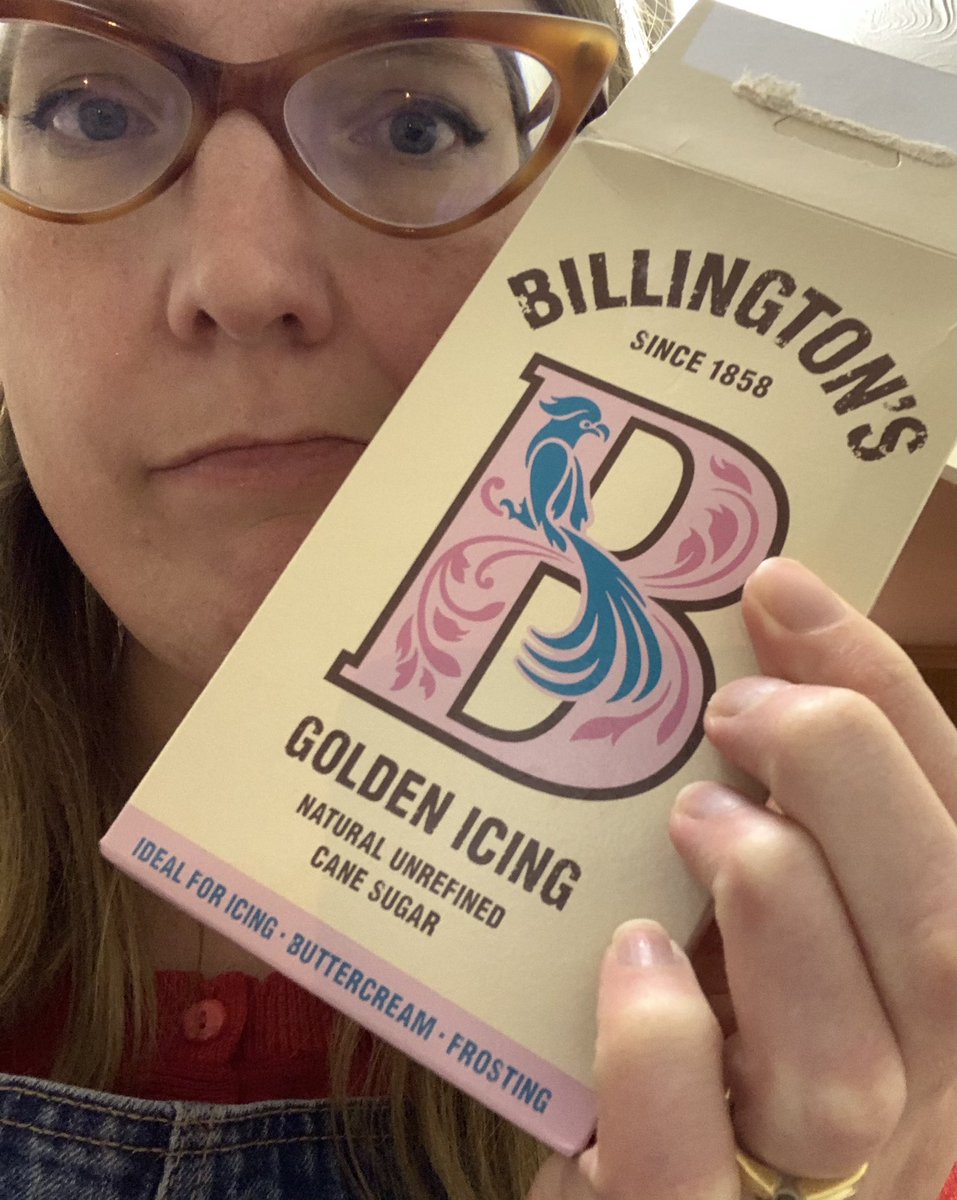 BILLINGTON'S
SINCE 1858
B
GOLDEN ICING
NATURAL UNREFINED
CANE SUGAR
IDEAL FOR ICING · BUTTERCREAM · FROSTING